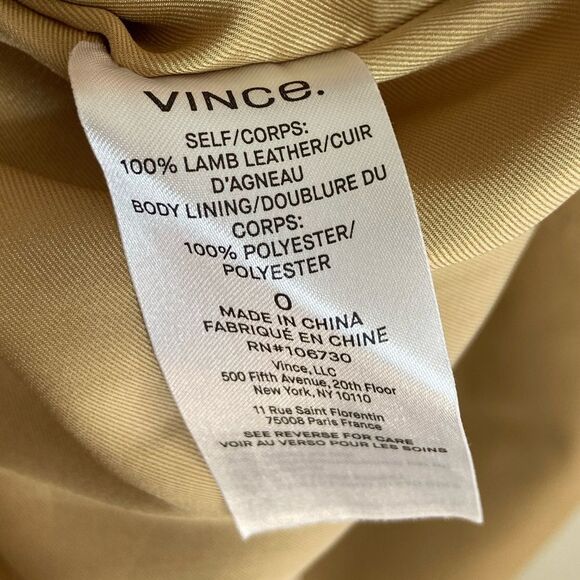 VINCe.
SELF/CORPS:
100% LAMB LEATHER/CUIR
D'AGNEAU
BODY LINING/DOUBLURE DU
CORPS:
100% POLYESTER/
POLYESTER
0
MADE IN CHINA
FABRIQUÉ EN CHINE
RN#106730
Vince, LLC
500 Fifth Avenue, 20th Floor
New York, NY 10110
11 Rue Saint Florentin
75008 Paris France
SEE REVERSE FOR CARE
VOIR AU VERSO POUR LES SOINS